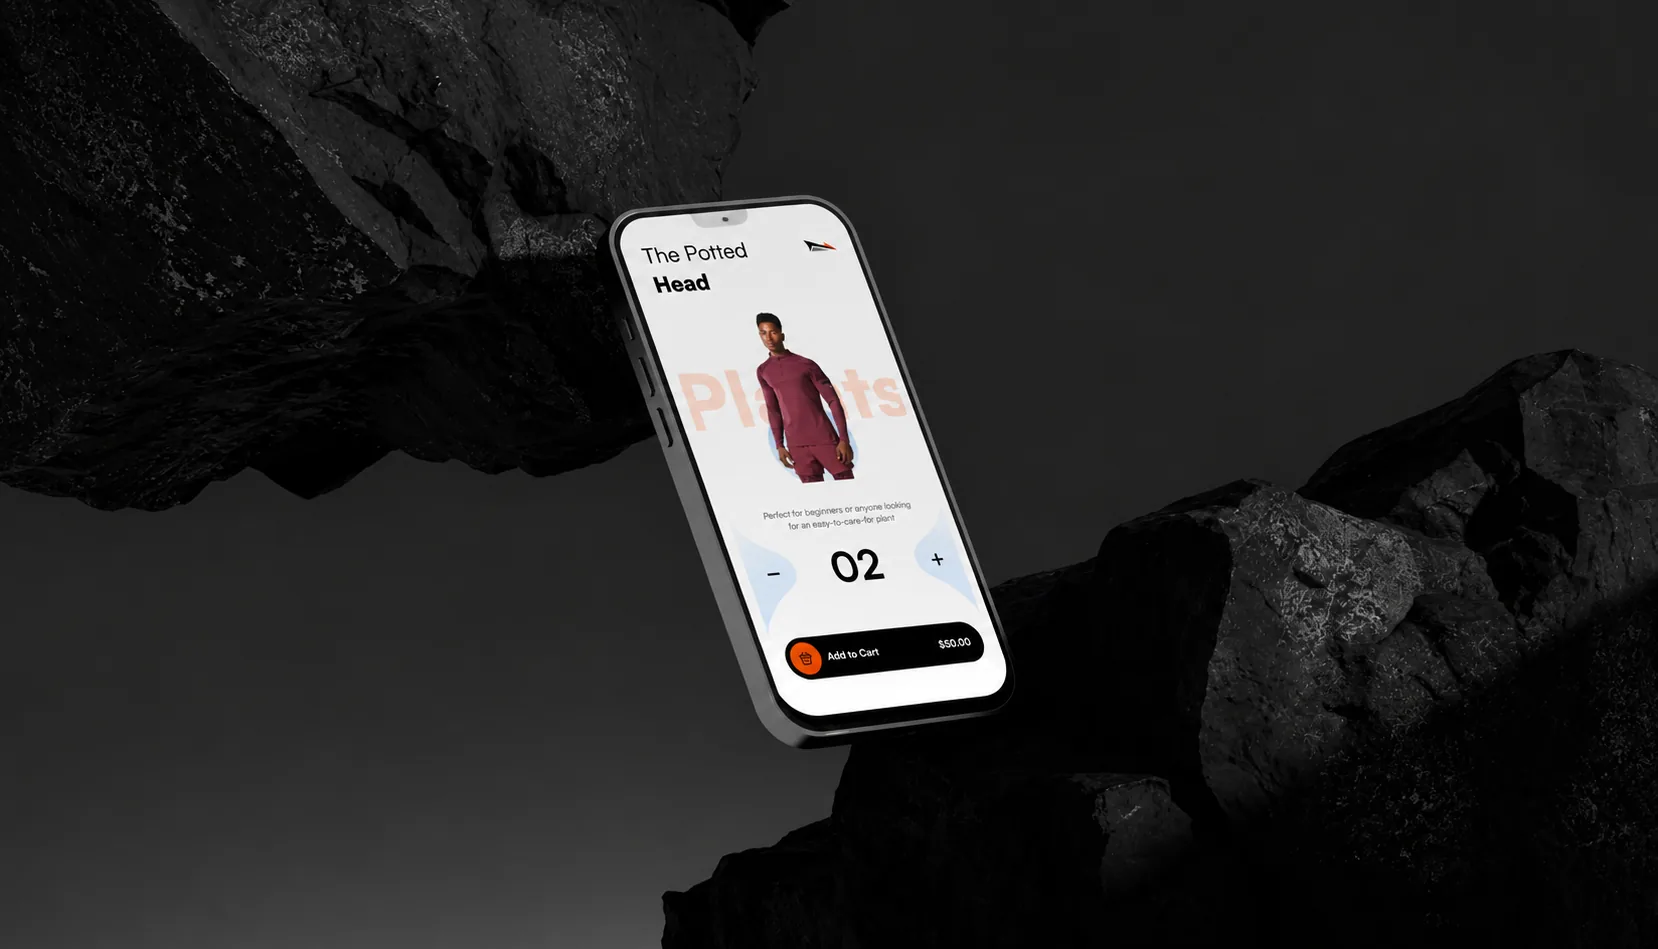 The Potted
Head
Plants
Perfect for beginners or anyone looking
for an easy-to-care-for plant
− 02 +
Add to Cart $50.00